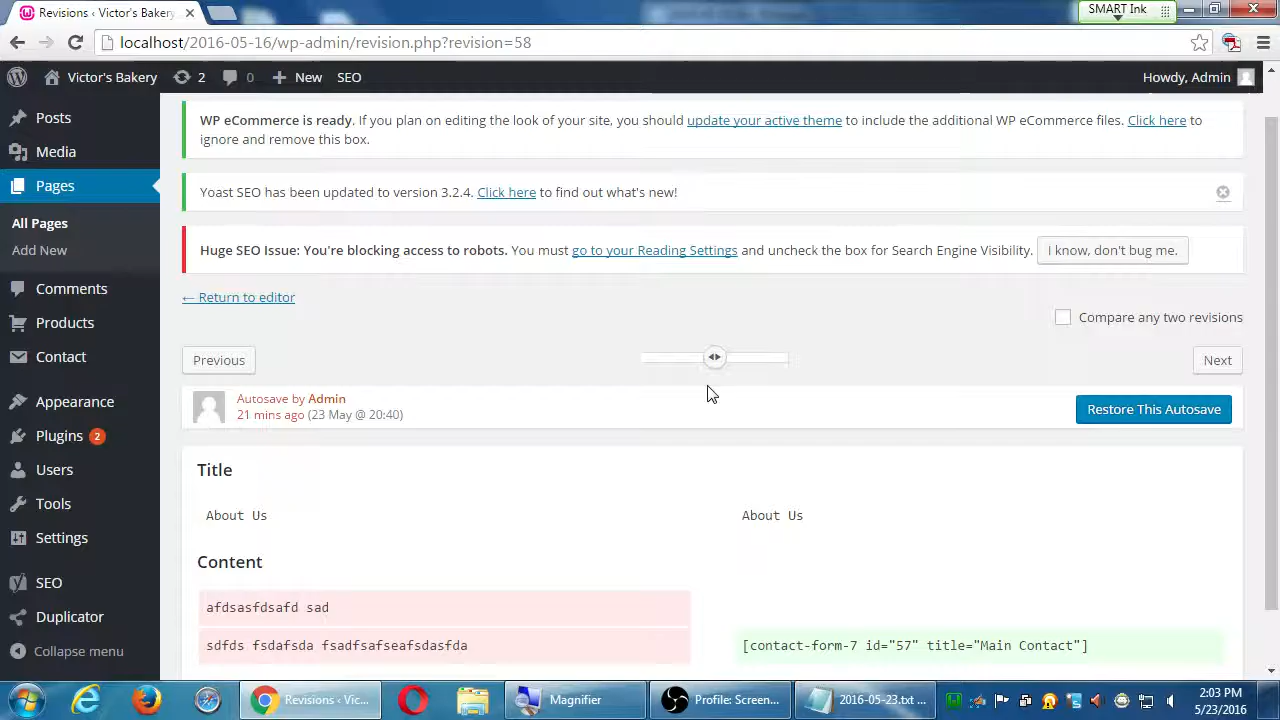 Revisions ‹ Victor's Bakery
SMART Ink
localhost/2016-05-16/wp-admin/revision.php?revision=58
Victor's Bakery
2
0
New
SEO
Howdy, Admin
Posts
Media
Pages
All Pages
Add New
Comments
Products
Contact
Appearance
Plugins 2
Users
Tools
Settings
SEO
Duplicator
Collapse menu
WP eCommerce is ready. If you plan on editing the look of your site, you should update your active theme to include the additional WP eCommerce files. Click here to
ignore and remove this box.
Yoast SEO has been updated to version 3.2.4. Click here to find out what's new!
Huge SEO Issue: You're blocking access to robots. You must go to your Reading Settings and uncheck the box for Search Engine Visibility. I know, don't bug me.
← Return to editor
Compare any two revisions
Previous
Next
Autosave by Admin
21 mins ago (23 May @ 20:40)
Restore This Autosave
Title
About Us
About Us
Content
afdsasfdsafd sad
sdfds fsdafsda fsadfsafseafsdasfda
[contact-form-7 id="57" title="Main Contact"]
Revisions ‹ Vic...
Magnifier
Profile: Screen...
2016-05-23.txt ...
2:03 PM
5/23/2016